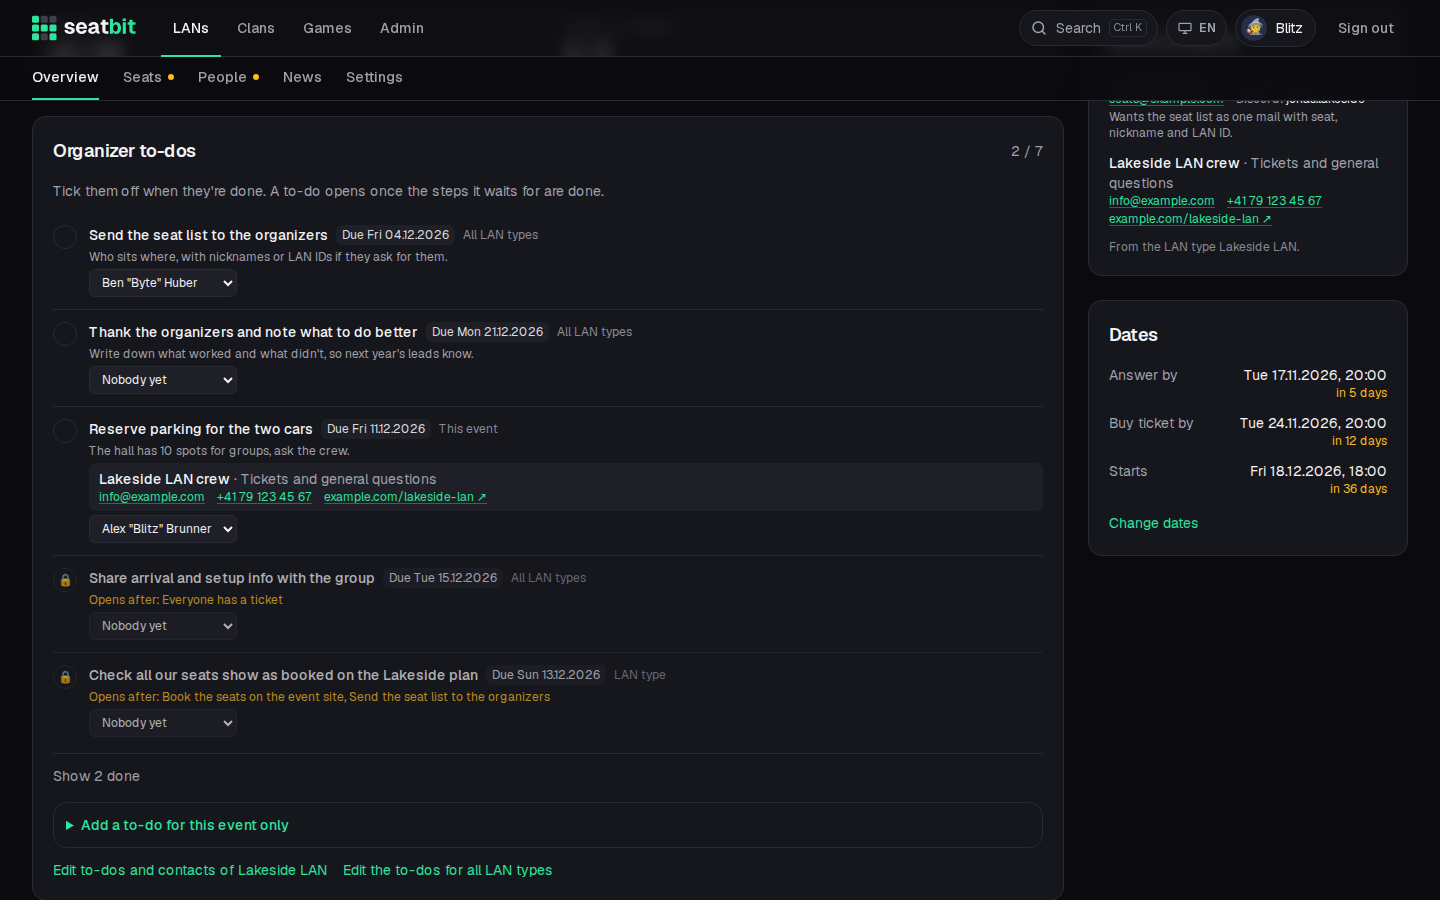 seatbit
LANs
Clans
Games
Admin
Search
Ctrl K
EN
Blitz
Sign out
Overview
Seats
People
News
Settings
Organizer to-dos
2 / 7
Tick them off when they're done. A to-do opens once the steps it waits for are done.
Send the seat list to the organizers Due Fri 04.12.2026 All LAN types
Who sits where, with nicknames or LAN IDs if they ask for them.
Ben "Byte" Huber
Thank the organizers and note what to do better Due Mon 21.12.2026 All LAN types
Write down what worked and what didn't, so next year's leads know.
Nobody yet
Reserve parking for the two cars Due Fri 11.12.2026 This event
The hall has 10 spots for groups, ask the crew.
Lakeside LAN crew · Tickets and general questions
info@example.com +41 79 123 45 67 example.com/lakeside-lan ↗
Alex "Blitz" Brunner
Share arrival and setup info with the group Due Tue 15.12.2026 All LAN types
Opens after: Everyone has a ticket
Nobody yet
Check all our seats show as booked on the Lakeside plan Due Sun 13.12.2026 LAN type
Opens after: Book the seats on the event site, Send the seat list to the organizers
Nobody yet
Show 2 done
▶ Add a to-do for this event only
Edit to-dos and contacts of Lakeside LAN Edit the to-dos for all LAN types
Wants the seat list as one mail with seat,
nickname and LAN ID.
Lakeside LAN crew · Tickets and general
questions
info@example.com +41 79 123 45 67
example.com/lakeside-lan ↗
From the LAN type Lakeside LAN.
Dates
Answer by Tue 17.11.2026, 20:00
in 5 days
Buy ticket by Tue 24.11.2026, 20:00
in 12 days
Starts Fri 18.12.2026, 18:00
in 36 days
Change dates